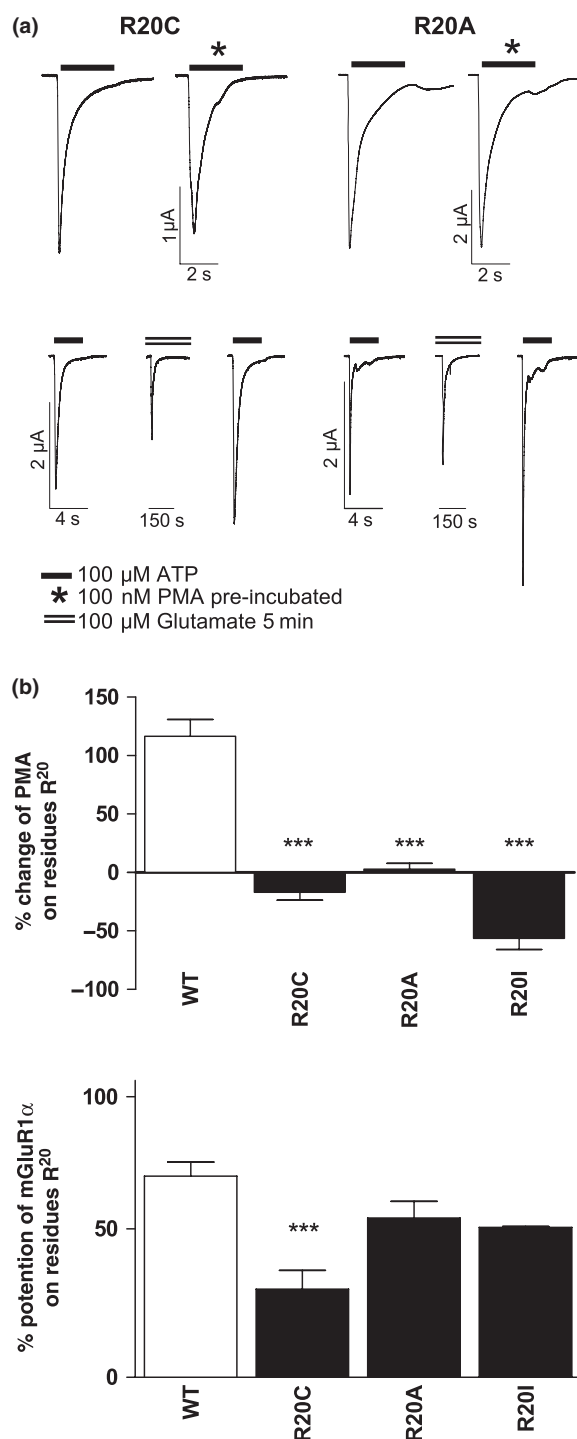 (a)
R20C R20A
* *
1 μA
2 s
2 μA
2 s
2 μA
4 s
150 s
2 μA
4 s
150 s
100 μM ATP
* 100 nM PMA pre-incubated
100 μM Glutamate 5 min
(b)
% change of PMA
on residues R20
150
100
50
0
−50
−100
*** *** ***
WT R20C R20A R20I
% potention of mGluR1α
on residues R20
100
50
0
***
WT R20C R20A R20I